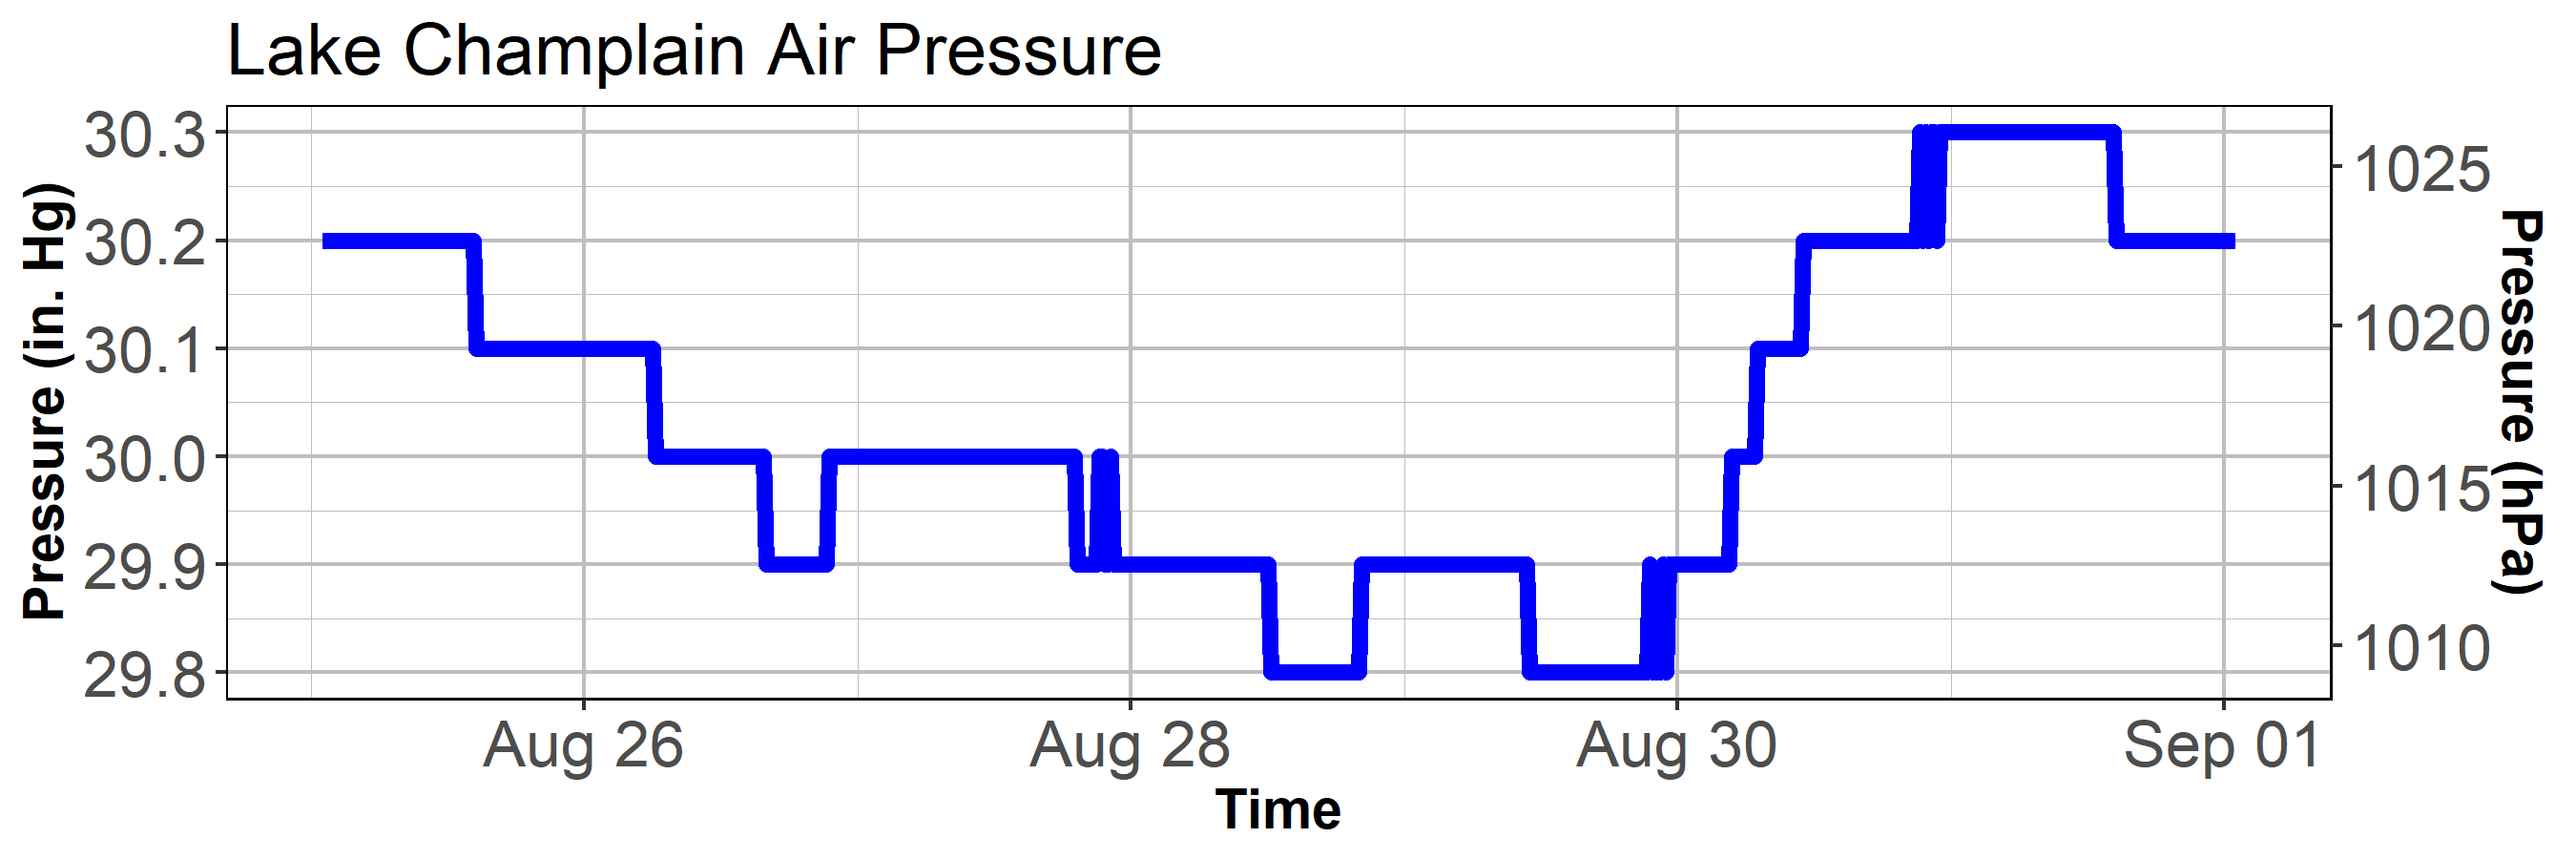 Lake Champlain Air Pressure
Pressure (in. Hg)
30.3
30.2
30.1
30.0
29.9
29.8
1025
1020
1015
1010
Pressure (hPa)
Aug 26 Aug 28 Aug 30 Sep 01
Time